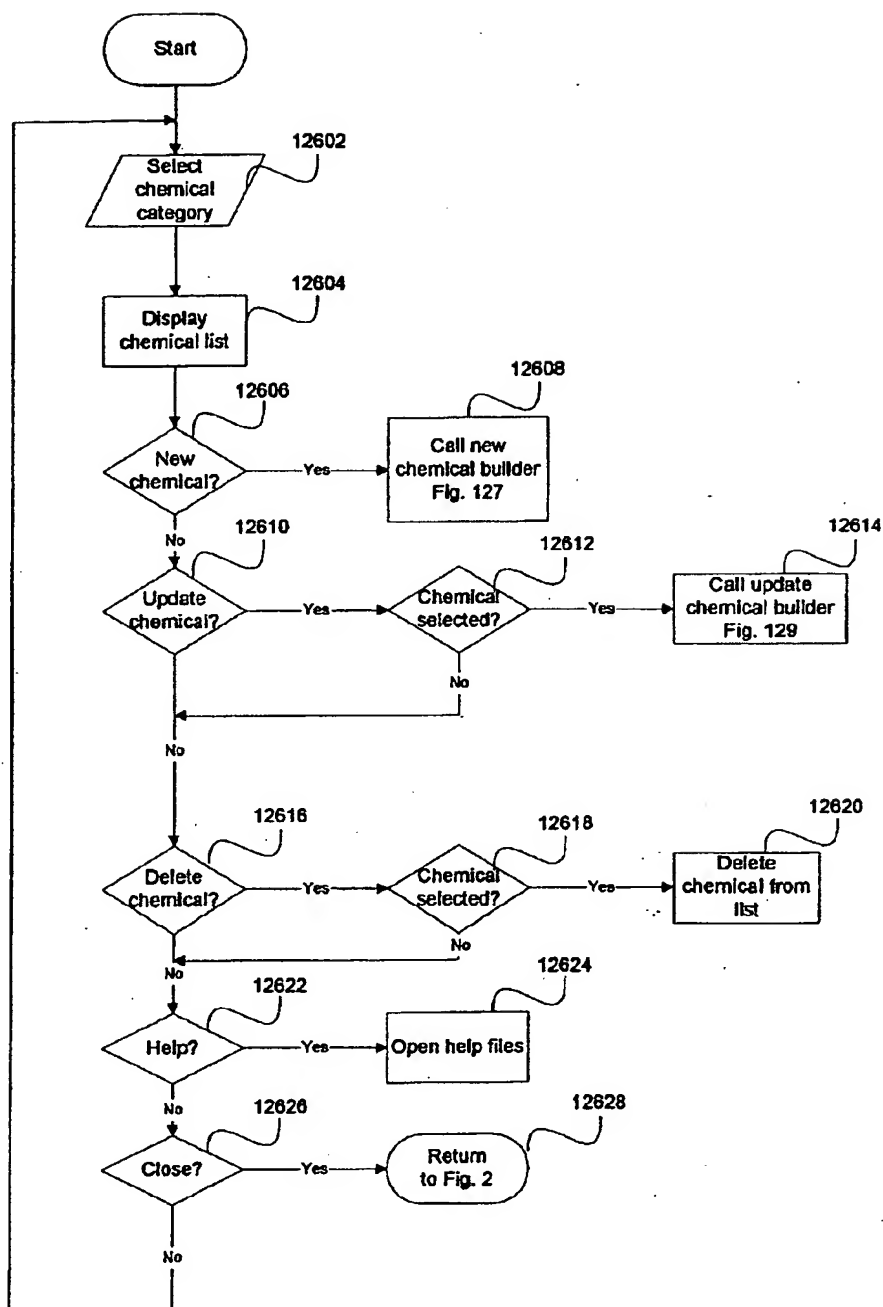 Start
12602
Select
chemical
category
12604
Display
chemical list
12606
New
chemical?
Yes
12608
Call new
chemical builder
Fig. 127
No
12610
Update
chemical?
Yes
12612
Chemical
selected?
Yes
12614
Call update
chemical builder
Fig. 129
No
No
12616
Delete
chemical?
Yes
12618
Chemical
selected?
Yes
12620
Delete
chemical from
list
No
No
12622
Help?
Yes
12624
Open help files
No
12626
Close?
Yes
12628
Return
to Fig. 2
No